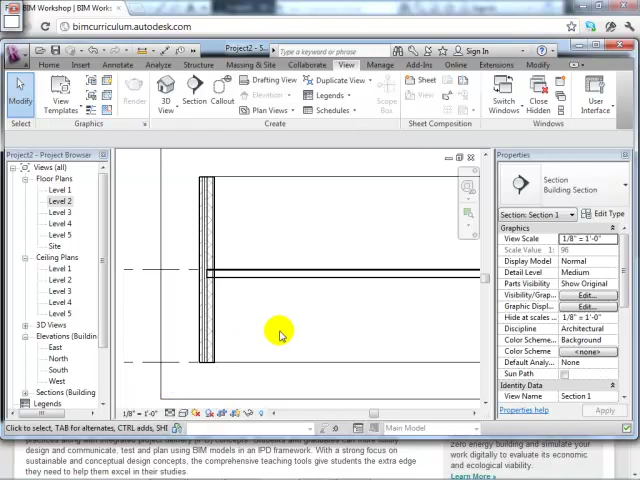 BIM Workshop | BIM Works
bimcurriculum.autodesk.com
Project2 - S...
Type a keyword or phrase
Sign In
Home
Insert
Annotate
Analyze
Structure
Massing & Site
Collaborate
View
Manage
Add-Ins
Output
Extensions
Modify
Modify
View Templates
Render
3D View
Section
Callout
Drafting View
Elevation
Plan Views
Duplicate View
Legends
Schedules
Scope Box
Sheet
View
Switch Windows
Close Hidden
User Interface
Select
Graphics
Create
Sheet Composition
Windows
Project2 - Project Browser
Views (all)
Floor Plans
Level 1
Level 2
Level 3
Level 4
Level 5
Site
Ceiling Plans
Level 1
Level 2
Level 3
Level 4
Level 5
3D Views
Elevations (Building
East
North
South
West
Sections (Building
Legends
Properties
Section
Building Section
Section: Section 1
Edit Type
Graphics
View Scale
1/8" = 1'-0"
Scale Value 1:
96
Display Model
Normal
Detail Level
Medium
Parts Visibility
Show Original
Visibility/Grap...
Edit...
Graphic Displ...
Edit...
Hide at scales ...
1/8" = 1'-0"
Discipline
Architectural
Color Scheme ...
Background
Color Scheme
<none>
Default Analy...
None
Sun Path
Identity Data
View Name
Section 1
Properties help
Apply
1/8" = 1'-0"
Click to select, TAB for alternates, CTRL adds, SHI
:0
Main Model
design and communicate, test and plan using BIM models in an IPD framework. With a strong focus on
sustainable and conceptual design concepts, the comprehensive teaching tools give students the extra edge
they need to help them excel in their studies.
zero energy building and simulate
your model to evaluate its economic
and ecological viability.
Learn More »